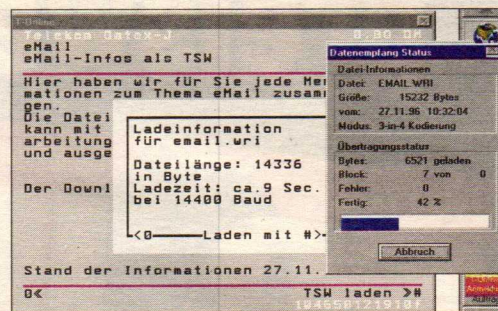 T-Online
Telekom Datex-J 0,00 DM
eMail
eMail-Infos als TSW
Hier haben wir für Sie jede Me
mationen zum Thema eMail zusam
gen.
Die Datei
kann mit
arbeitung
und ausge
Der Downl
Ladeinformation
für email.wri
Dateilänge: 14336
in Byte
Ladezeit: ca.9 Sec.
bei 14400 Baud
<0 Laden mit #>
Stand der Informationen 27.11.
0< TSW laden >#
Datenempfang Status
Datei-Informationen
Datei: EMAIL.WRI
Größe: 15232 Bytes
vom: 27.11.96 10:32:04
Modus: 3-in-4 Kodierung
Übertragungsstatus
Bytes: 6521 geladen
Block: 7 von 0
Fehler: 0
Fertig: 42 %
Abbruch